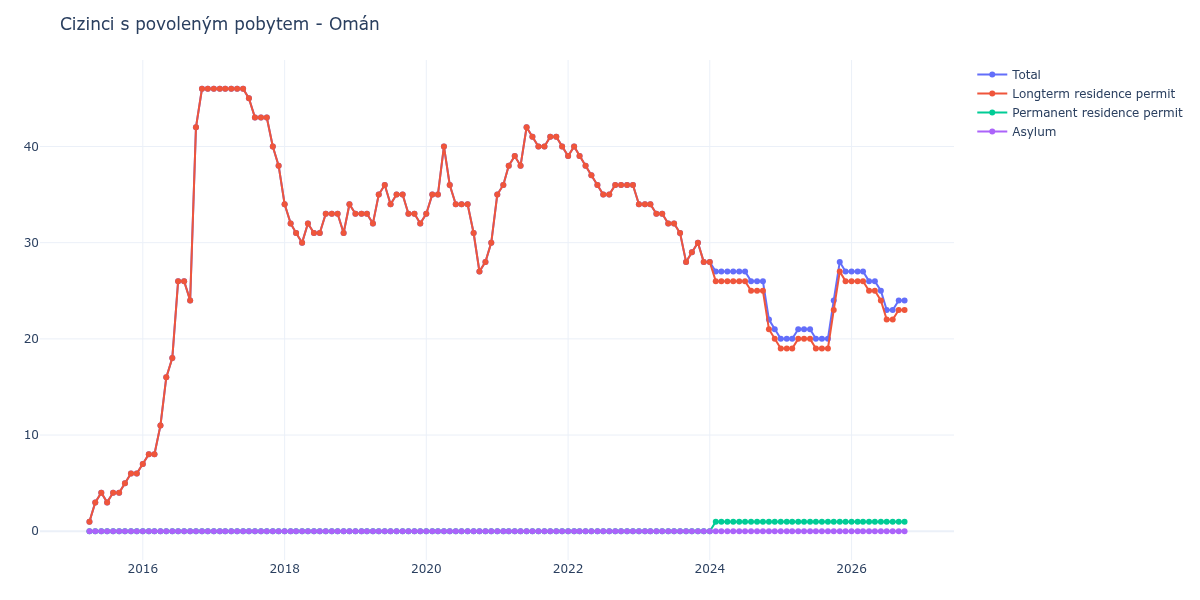 Cizinci s povoleným pobytem - Omán
Total
Longterm residence permit
Permanent residence permit
Asylum
40
30
20
10
0
2016
2018
2020
2022
2024
2026